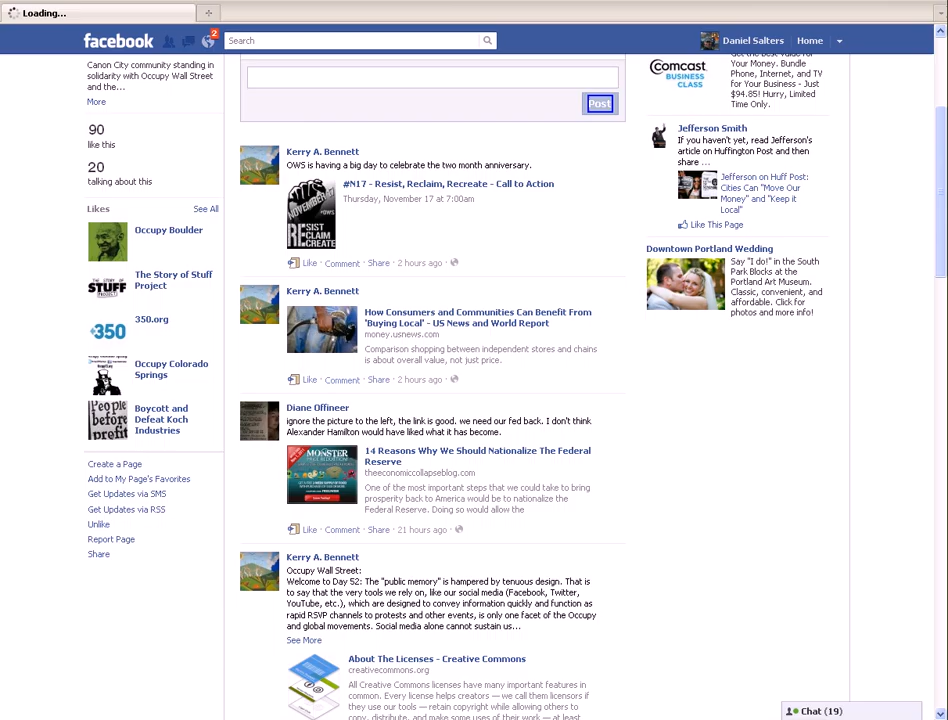 Loading...
facebook
2
Search
Daniel Salters
Home
Canon City community standing in
solidarity with Occupy Wall Street
and the...
More
90
like this
20
talking about this
Likes
See All
Occupy Boulder
The Story of Stuff
Project
350.org
Occupy Colorado
Springs
Boycott and
Defeat Koch
Industries
Create a Page
Add to My Page's Favorites
Get Updates via SMS
Get Updates via RSS
Unlike
Report Page
Share
Post
Kerry A. Bennett
OWS is having a big day to celebrate the two month anniversary.
#N17 - Resist, Reclaim, Recreate - Call to Action
Thursday, November 17 at 7:00am
Like · Comment · Share · 2 hours ago ·
Kerry A. Bennett
How Consumers and Communities Can Benefit From
'Buying Local' - US News and World Report
money.usnews.com
Comparison shopping between independent stores and chains
is about overall value, not just price.
Like · Comment · Share · 2 hours ago ·
Diane Offineer
ignore the picture to the left, the link is good. we need our fed back. I don't think
Alexander Hamilton would have liked what it has become.
MONSTER
14 Reasons Why We Should Nationalize The Federal
Reserve
theeconomiccollapseblog.com
One of the most important steps that we could take to bring
prosperity back to America would be to nationalize the
Federal Reserve. Doing so would allow the
Like · Comment · Share · 21 hours ago ·
Kerry A. Bennett
Occupy Wall Street:
Welcome to Day 52: The "public memory" is hampered by tenuous design. That is
to say that the very tools we rely on, like our social media (Facebook, Twitter,
YouTube, etc.), which are designed to convey information quickly and function as
rapid RSVP channels to protests and other events, is only one facet of the Occupy
and global movements. Social media alone cannot sustain us...
See More
About The Licenses - Creative Commons
creativecommons.org
All Creative Commons licenses have many important features in
common. Every license helps creators — we call them licensors if
they use our tools — retain copyright while allowing others to
copy, distribute, and make some uses of their work — at least
COMCAST
BUSINESS
CLASS
Get the Best Value for
Your Money. Bundle
Phone, Internet, and TV
for Your Business - Just
$94.85! Hurry, Limited
Time Only.
Jefferson Smith
If you haven't yet, read Jefferson's
article on Huffington Post and then
share ...
Jefferson on Huff Post:
Cities Can "Move Our
Money" and "Keep it
Local"
Like This Page
Downtown Portland Wedding
Say "I do!" in the South
Park Blocks at the
Portland Art Museum.
Classic, convenient, and
affordable. Click for
photos and more info!
Chat (19)